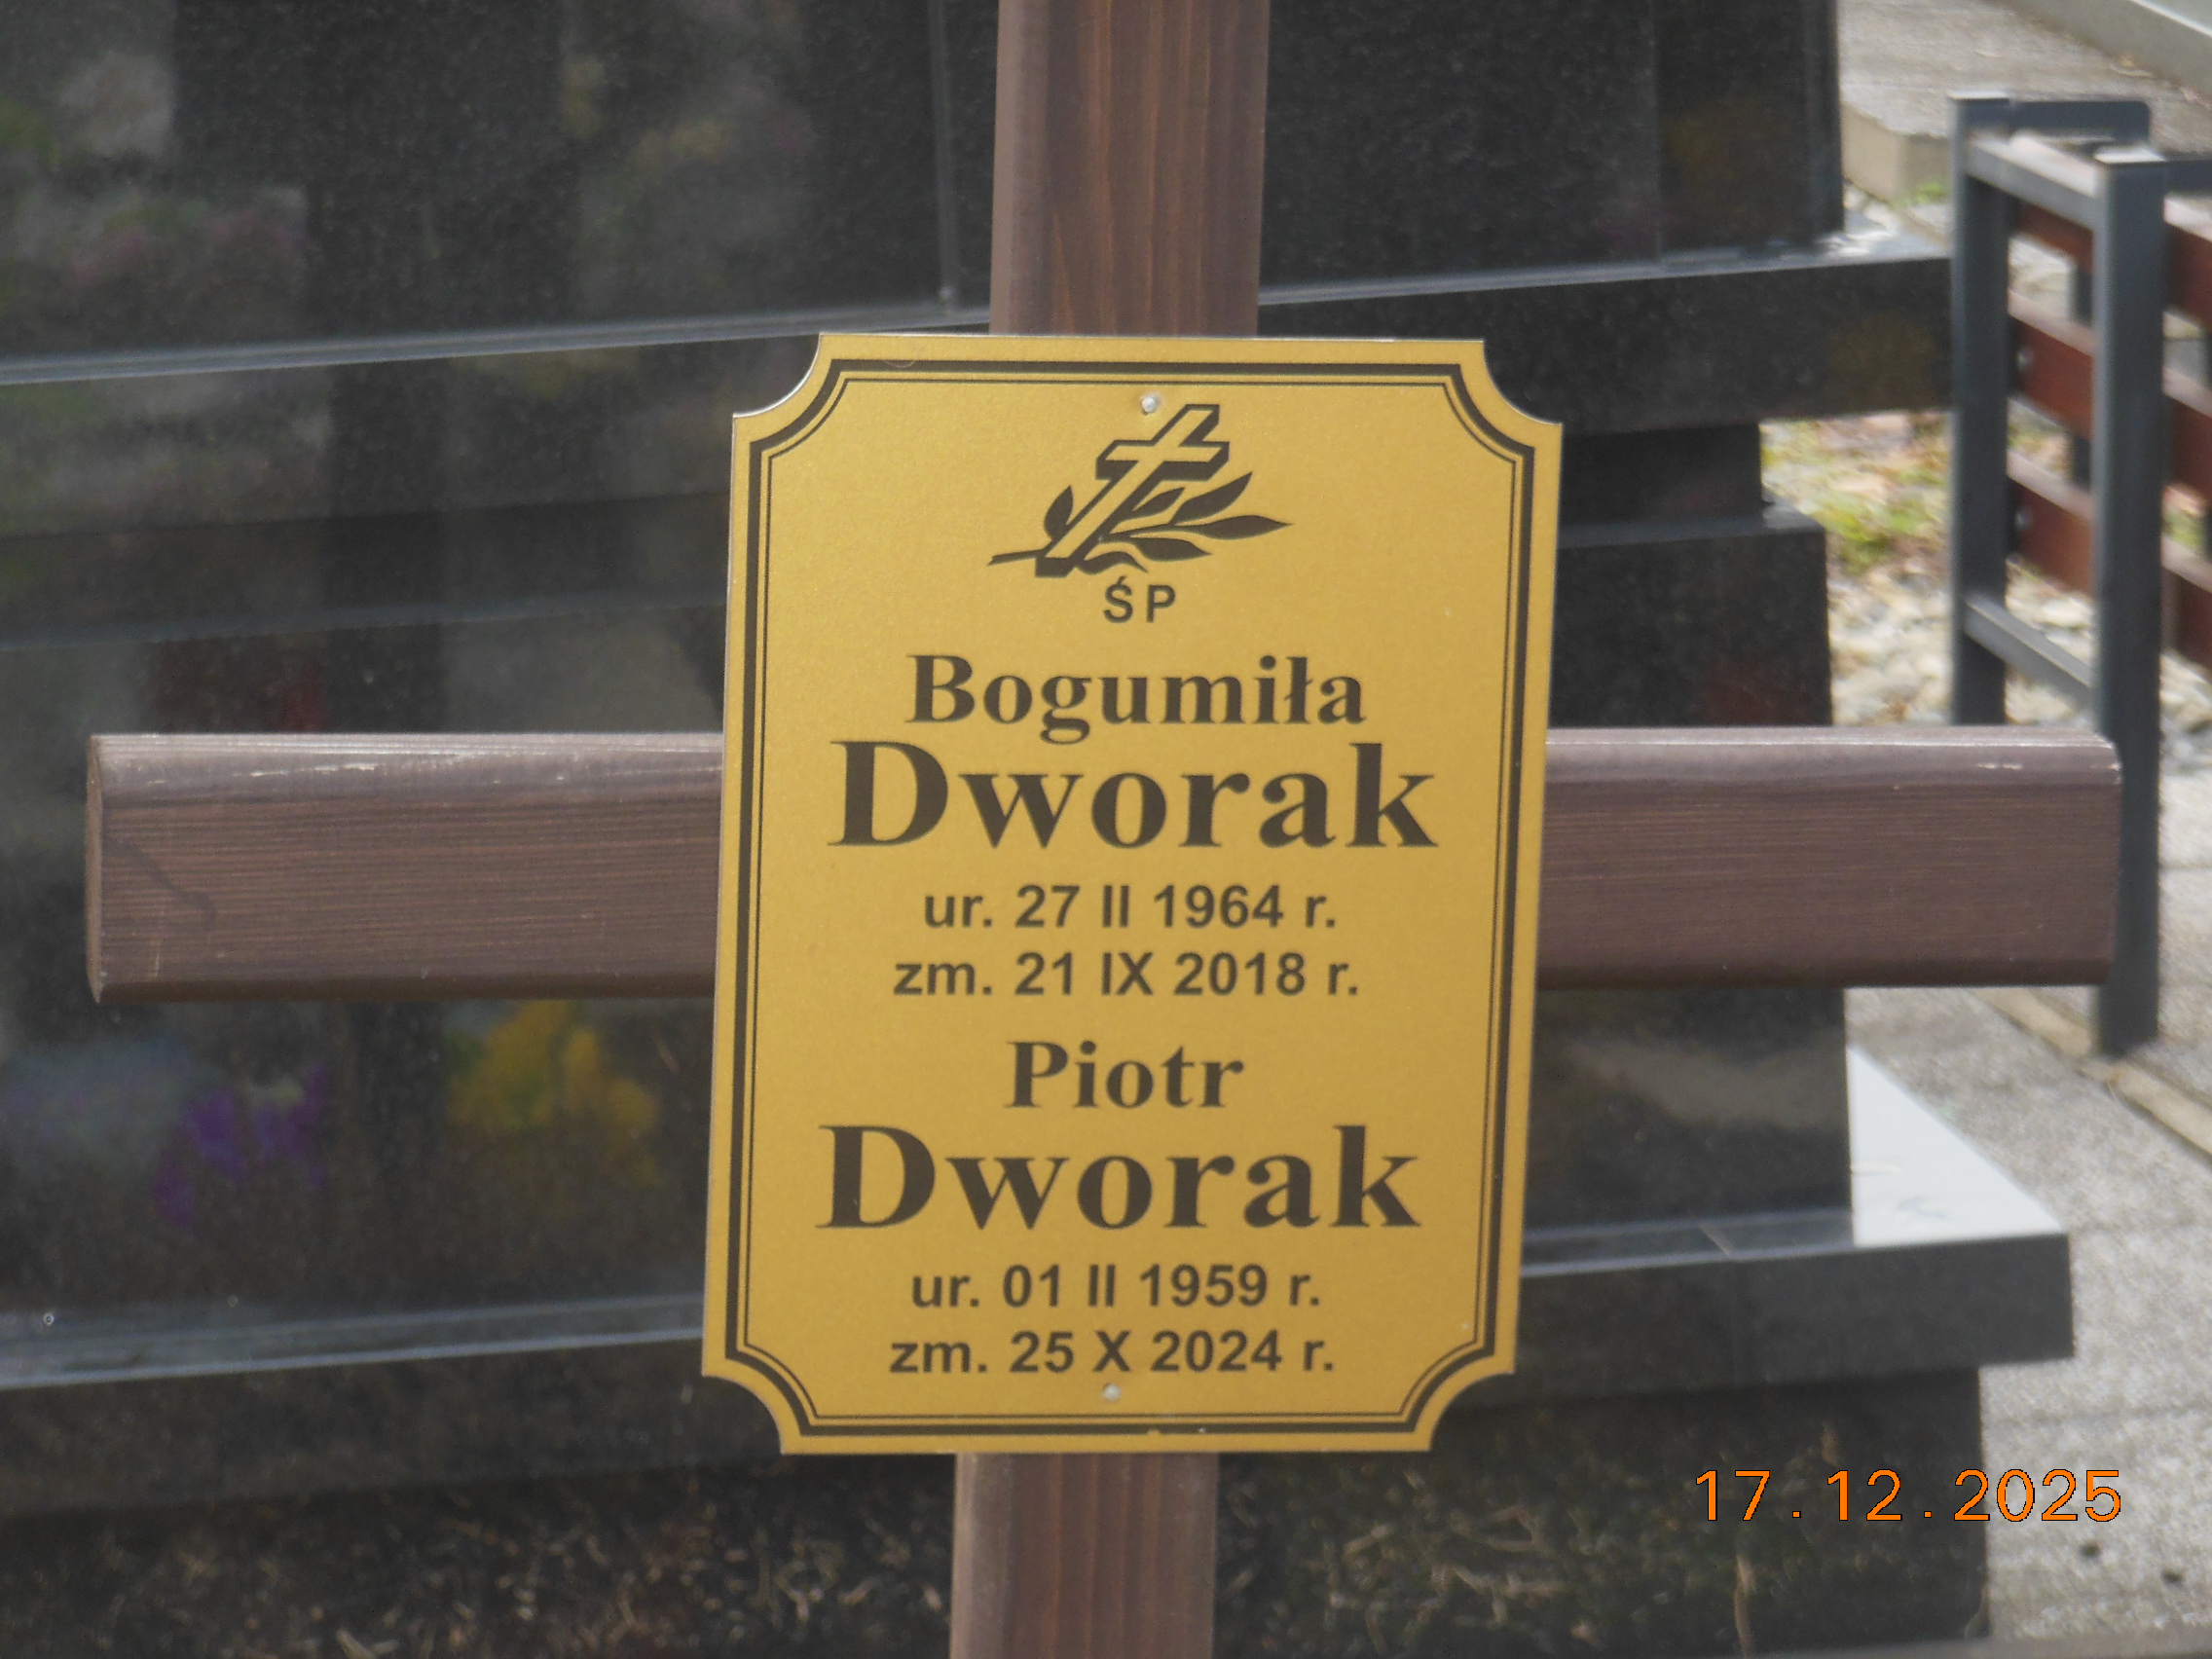 ŚP
Bogumiła
Dworak
ur. 27 II 1964 r.
zm. 21 IX 2018 r.
Piotr
Dworak
ur. 01 II 1959 r.
zm. 25 X 2024 r.
17.12.2025